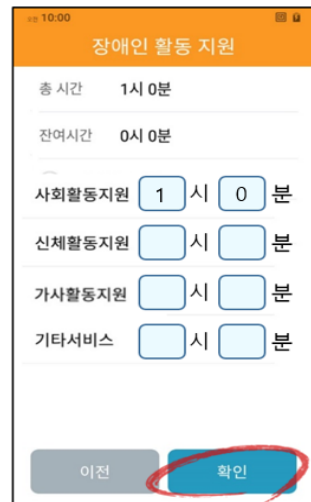 오전 10:00
장애인 활동 지원
총 시간 1시 0분
잔여시간 0시 0분
사회활동지원 1 시 0 분
신체활동지원 시 분
가사활동지원 시 분
기타서비스 시 분
이전 확인